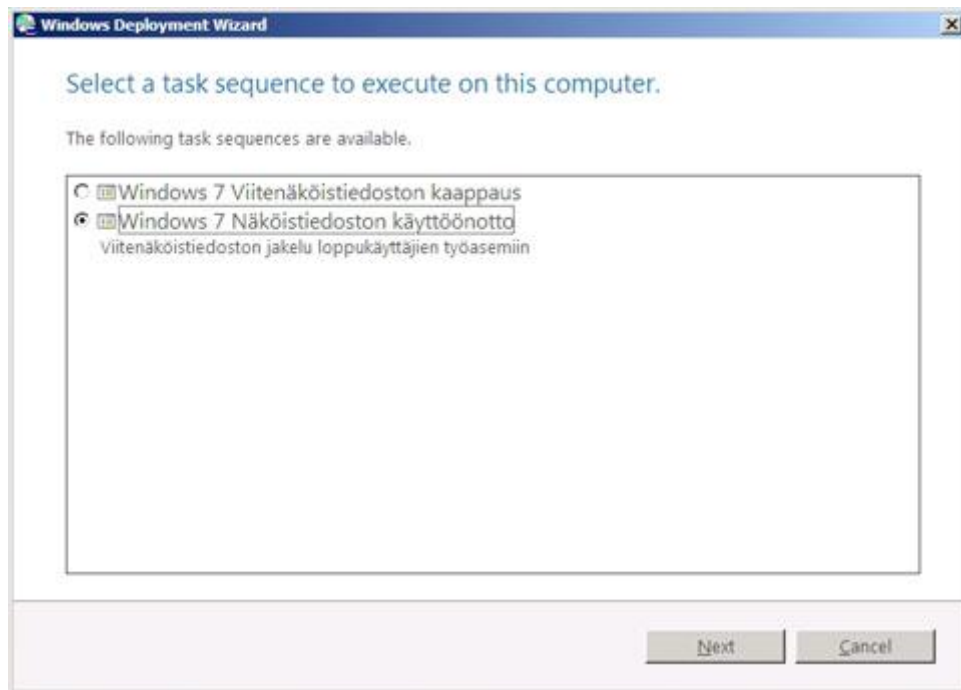 Windows Deployment Wizard
Select a task sequence to execute on this computer.
The following task sequences are available.
Windows 7 Viitenäköistiedoston kaappaus
Windows 7 Näköistiedoston käyttöönotto
Viitenäköistiedoston jakelu loppukäyttäjien työasemiin
Next Cancel